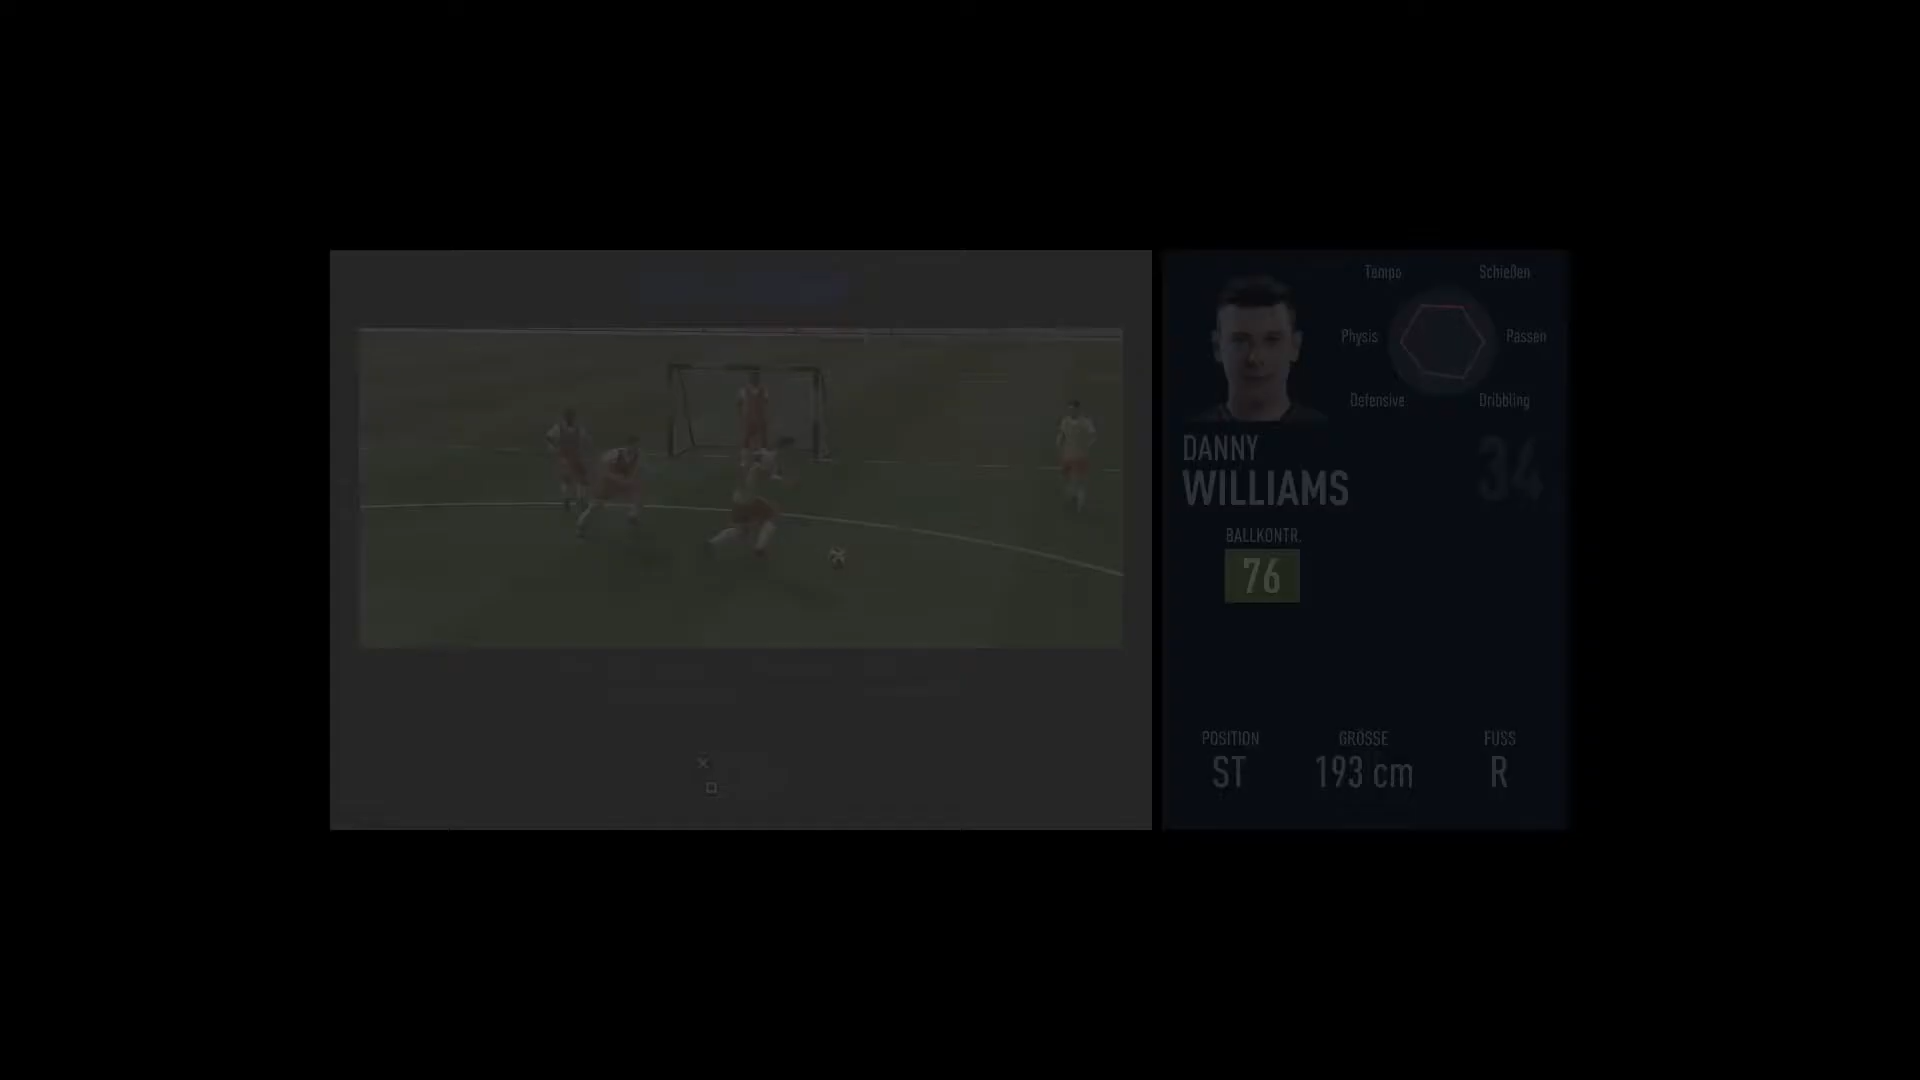 Tempo
Schießen
Physis
Passen
Defensive
Dribbling
DANNY
34
WILLIAMS
BALLKONTR.
76
POSITION
GRÖSSE
FUSS
ST
193 cm
R